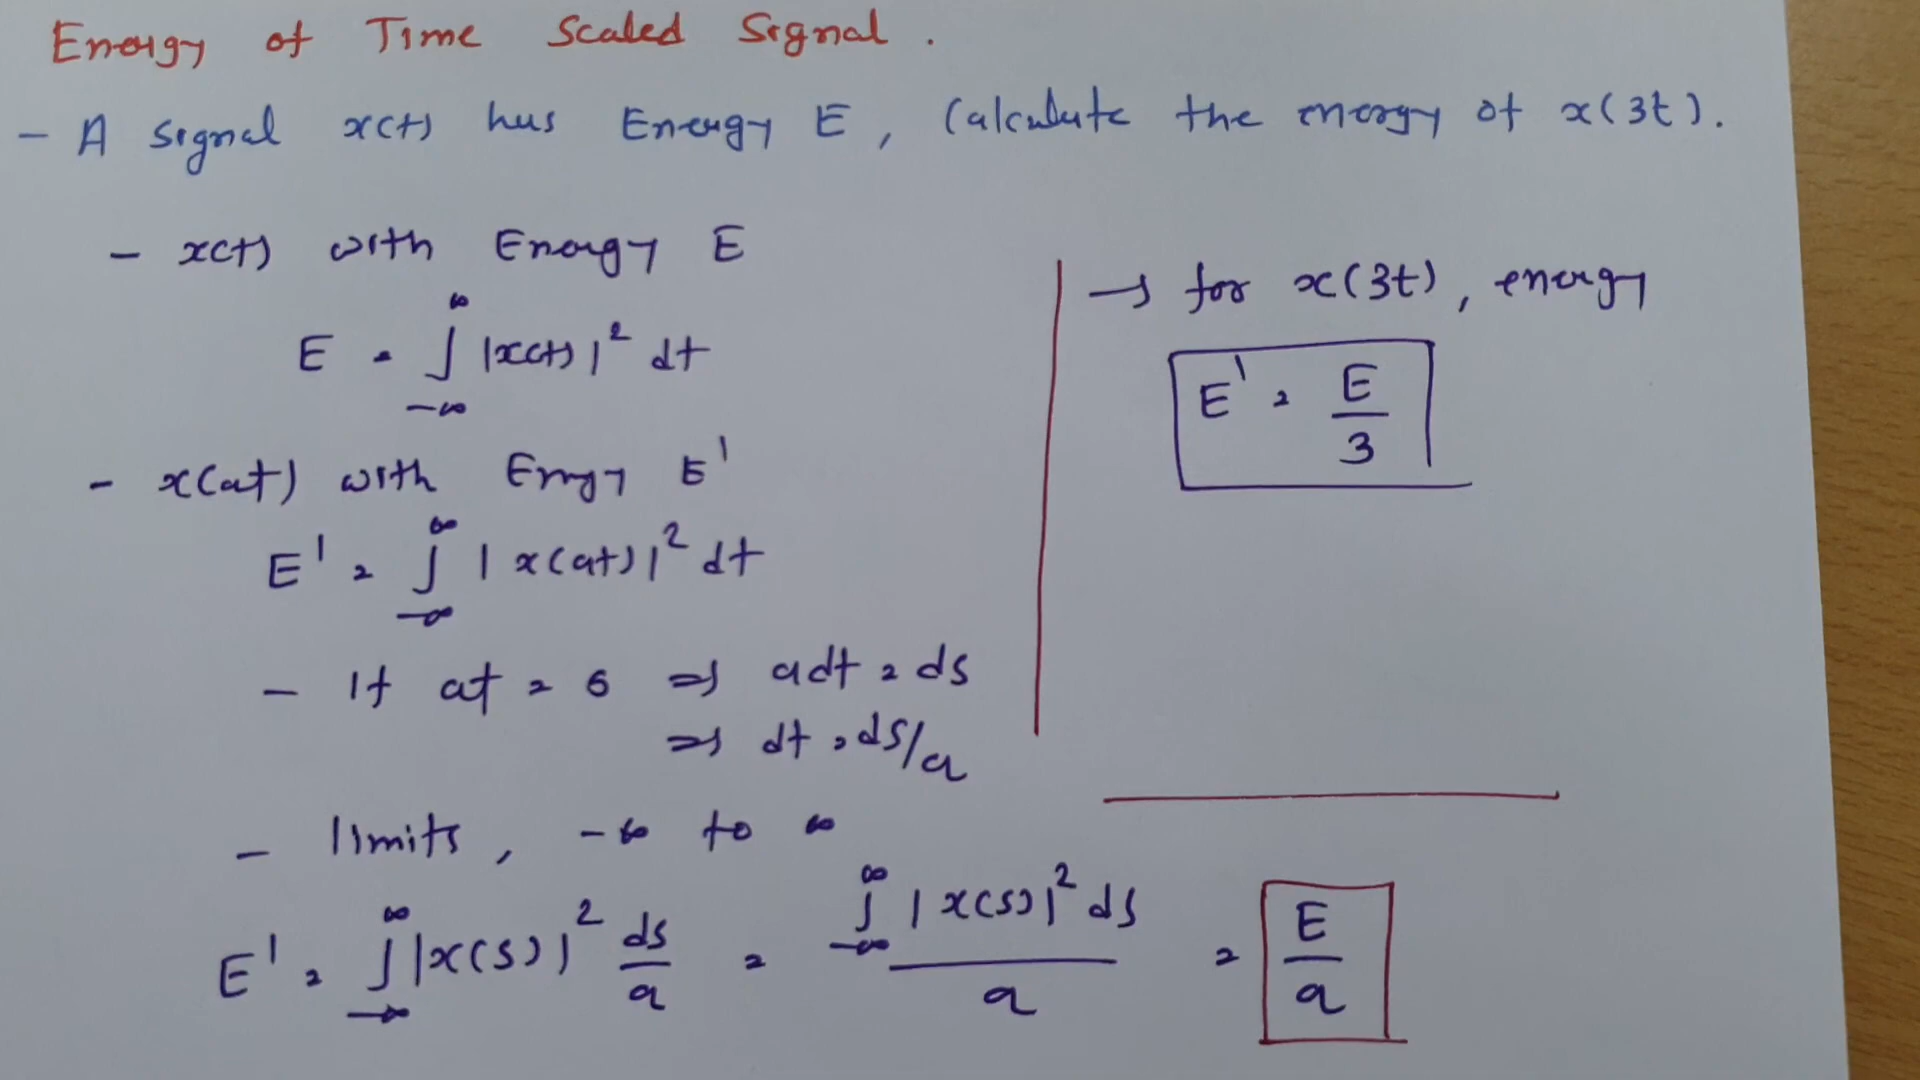 Energy of Time Scaled Signal.
- A signal x(t) has Energy E, Calculate the energy of x(3t).
- x(t) with Energy E
E = ∫_{-∞}^{∞} |x(t)|² dt
- x(at) with Energy E'
E' = ∫_{-∞}^{∞} |x(at)|² dt
- If at = s ⇒ adt = ds
⇒ dt = ds/a
- limits, -∞ to ∞
E' = ∫_{-∞}^{∞} |x(s)|² ds/a = ∫_{-∞}^{∞} |x(s)|² ds / a = E/a
→ for x(3t), energy
E' = E/3